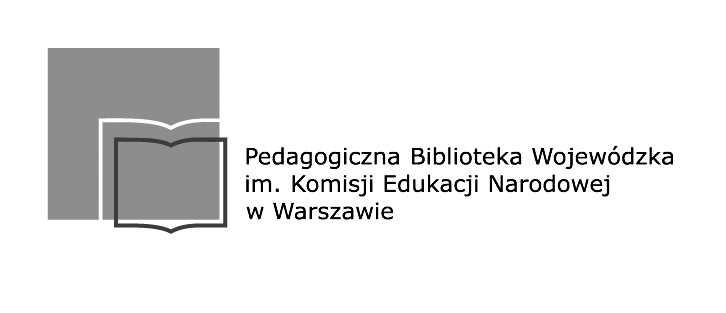 Pedagogiczna Biblioteka Wojewódzka
im. Komisji Edukacji Narodowej
w Warszawie